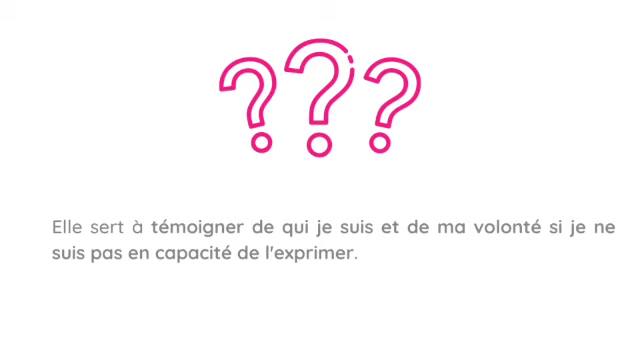 Elle sert à témoigner de qui je suis et de ma volonté si je ne
suis pas en capacité de l'exprimer.